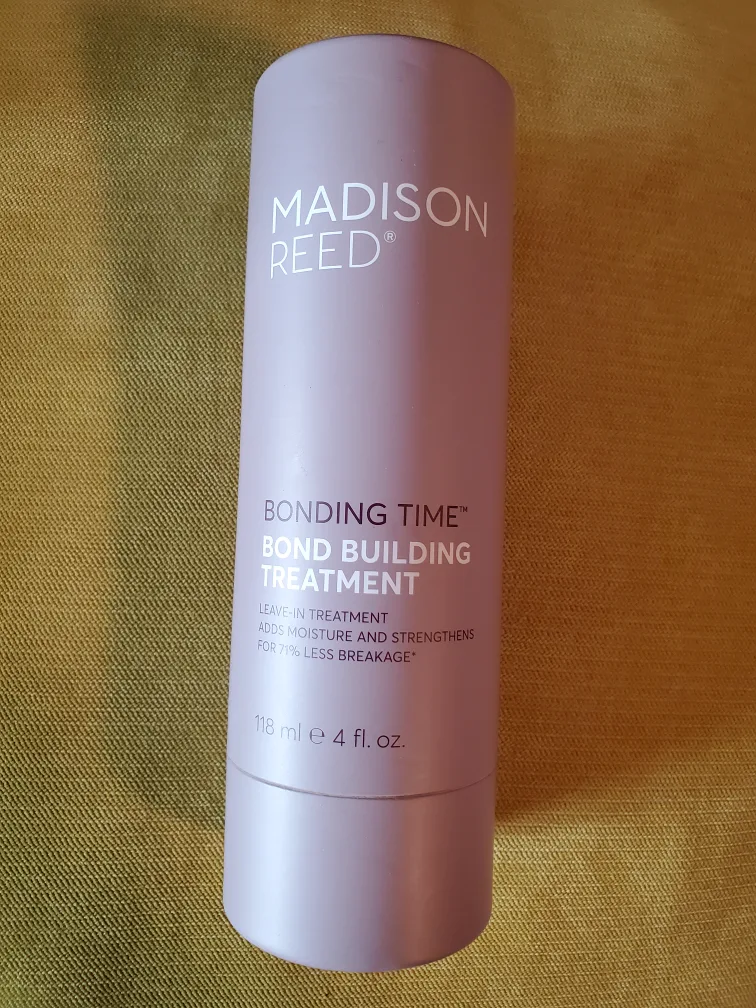 MADISON
REED®
BONDING TIME™
BOND BUILDING
TREATMENT
LEAVE-IN TREATMENT
ADDS MOISTURE AND STRENGTHENS
FOR 71% LESS BREAKAGE*
118 ml ℮ 4 fl. oz.